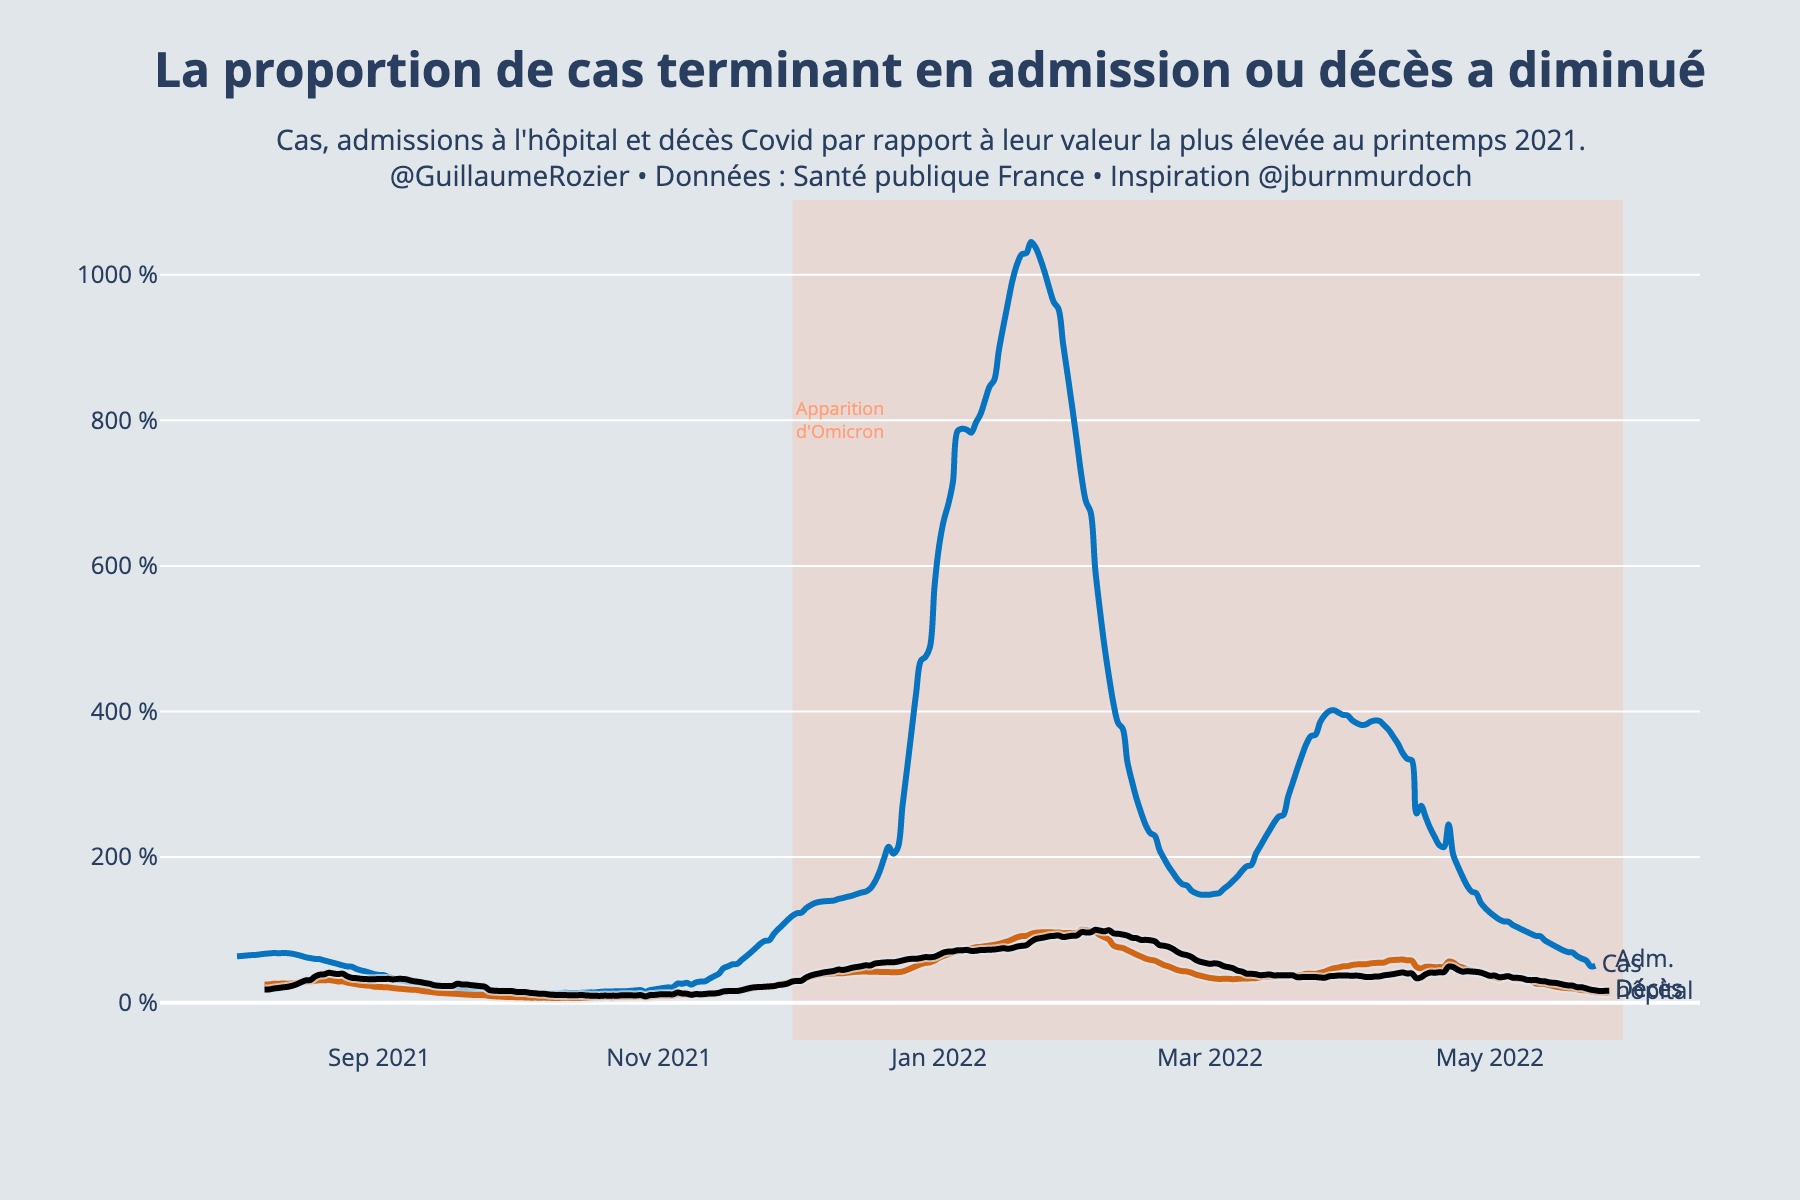 La proportion de cas terminant en admission ou décès a diminué
Cas, admissions à l'hôpital et décès Covid par rapport à leur valeur la plus élevée au printemps 2021.
@GuillaumeRozier • Données : Santé publique France • Inspiration @jburnmurdoch
1000 %
800 %
600 %
400 %
200 %
0 %
Apparition
d'Omicron
Adm.
Cas
Décès
hôpital
Sep 2021
Nov 2021
Jan 2022
Mar 2022
May 2022